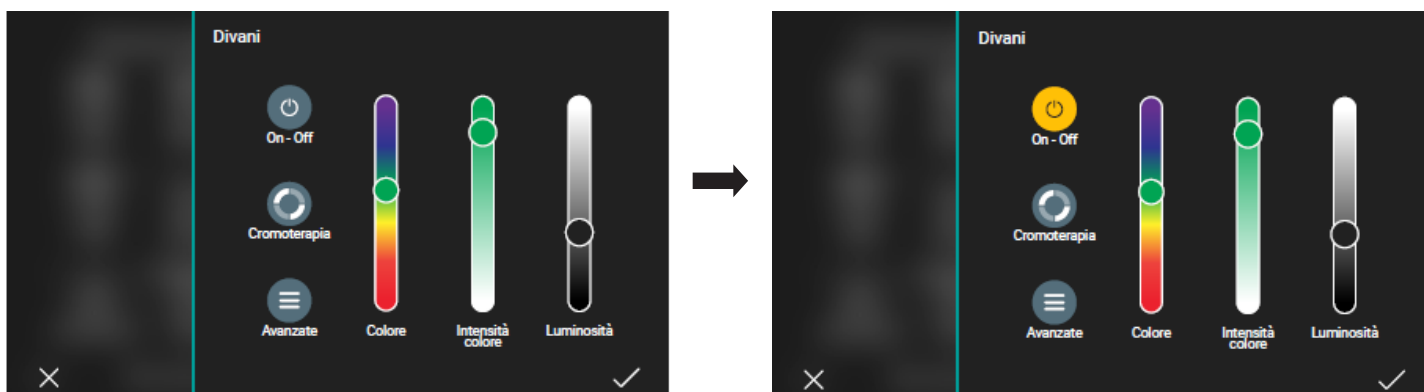 Divani
On - Off
Cromoterapia
Avanzate
Colore
Intensità
colore
Luminosità
Divani
On - Off
Cromoterapia
Avanzate
Colore
Intensità
colore
Luminosità